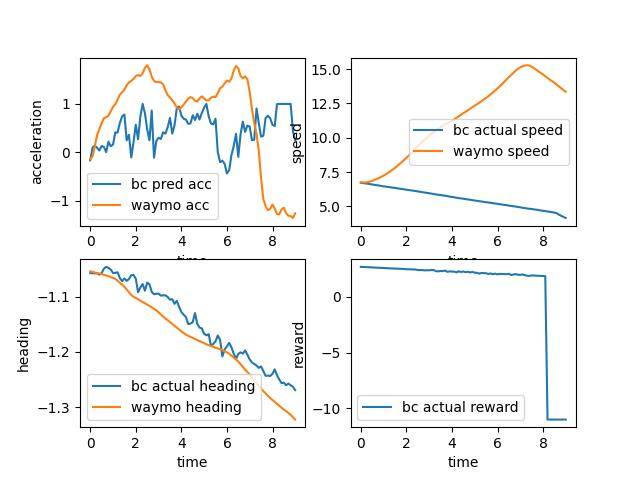 acceleration
1
0
−1
0 2 4 6 8
time
bc pred acc
waymo acc
speed
15.0
12.5
10.0
7.5
5.0
0 2 4 6 8
time
bc actual speed
waymo speed
heading
−1.1
−1.2
−1.3
0 2 4 6 8
time
bc actual heading
waymo heading
reward
0
−5
−10
0 2 4 6 8
time
bc actual reward